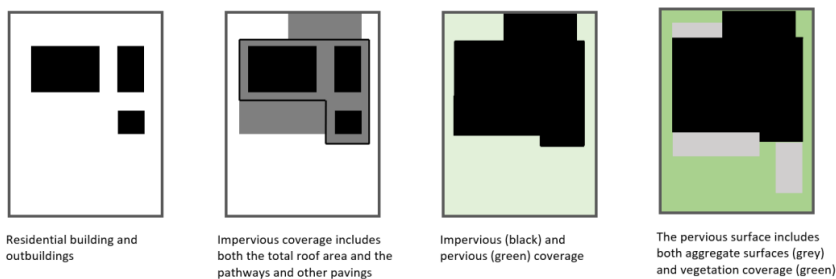 Residential building and
outbuildings
Impervious coverage includes
both the total roof area and the
pathways and other pavings
Impervious (black) and
pervious (green) coverage
The pervious surface includes
both aggregate surfaces (grey)
and vegetation coverage (green)